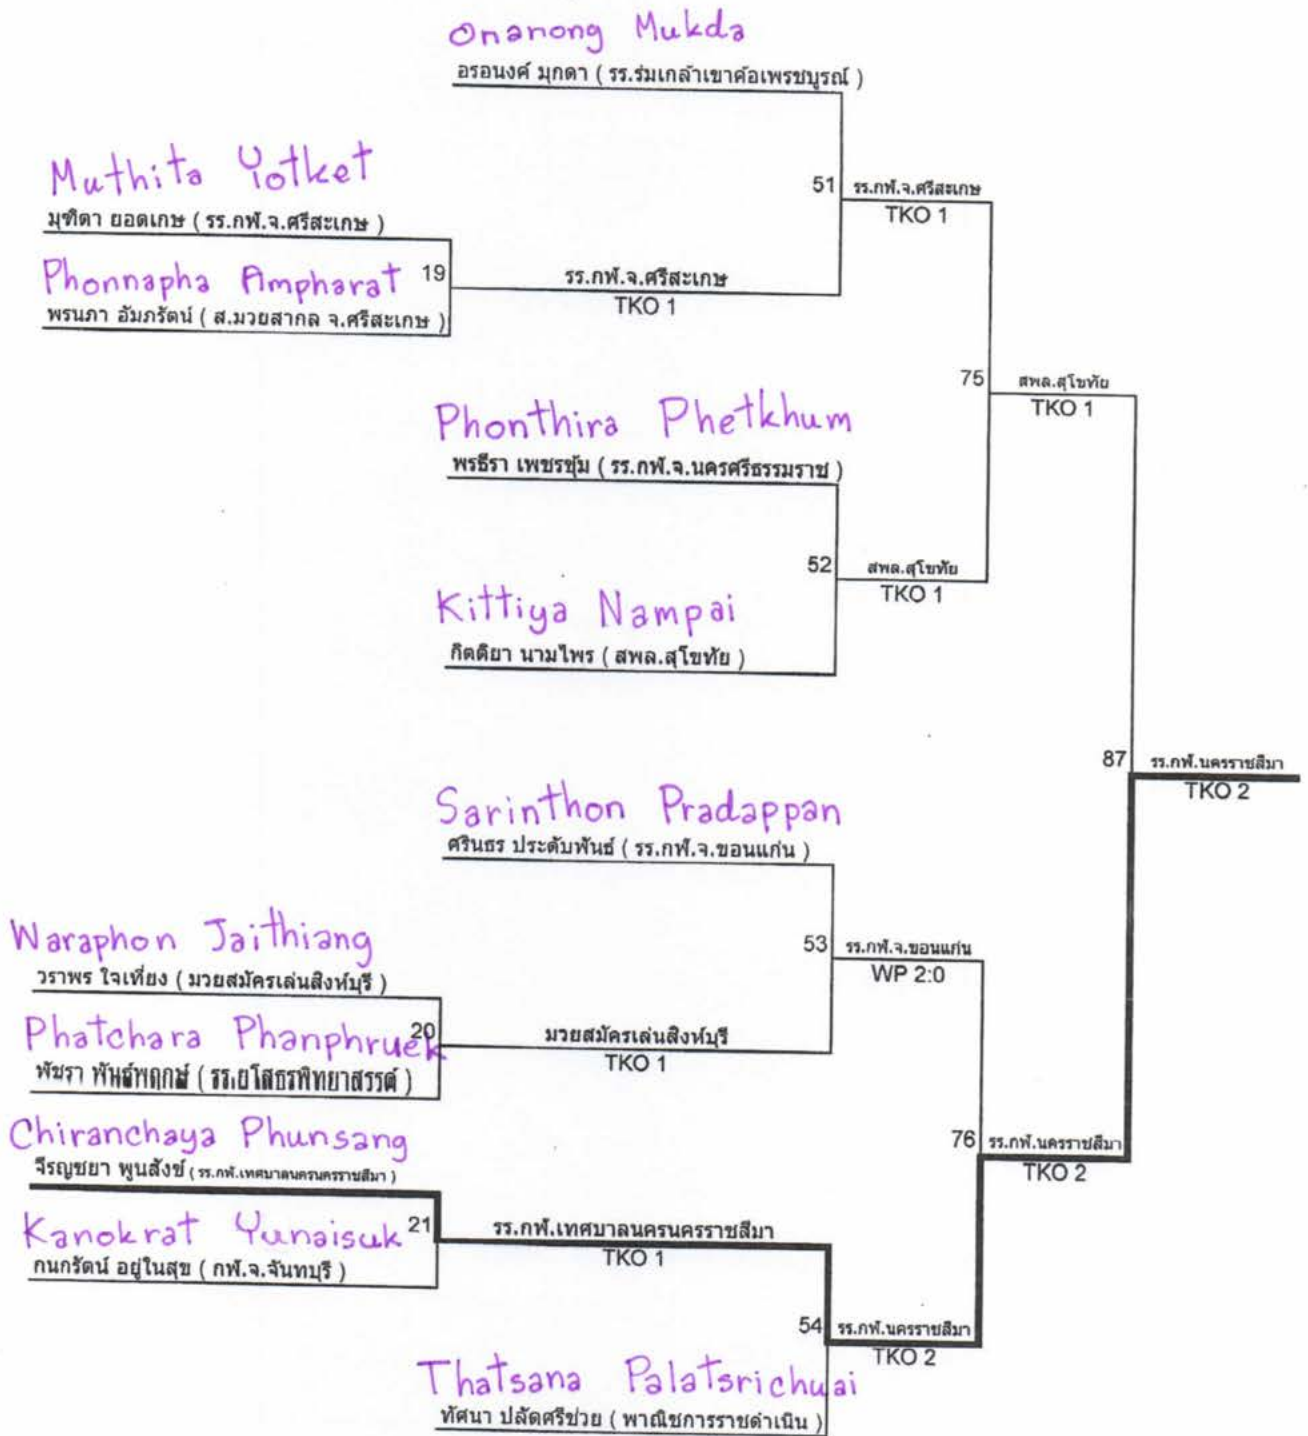 Onanong Mukda
อรอนงค์ มุกดา ( รร.ร่มเกล้าเขาค้อเพรชบูรณ์ )
51 รร.กฬ.จ.ศรีสะเกษ
TKO 1
Muthita Yotket
มุฑิตา ยอดเกษ ( รร.กฬ.จ.ศรีสะเกษ )
Phonnapha Ampharat 19
พรนภา อัมภรัตน์ ( ส.มวยสากล จ.ศรีสะเกษ )
รร.กฬ.จ.ศรีสะเกษ
TKO 1
75 สพล.สุโขทัย
TKO 1
Phonthira Phetkhum
พรธีรา เพชรขุ้ม ( รร.กฬ.จ.นครศรีธรรมราช )
52 สพล.สุโขทัย
TKO 1
Kittiya Nampai
กิตติยา นามไพร ( สพล.สุโขทัย )
87 รร.กฬ.นครราชสีมา
TKO 2
Sarinthon Pradappan
ศรินธร ประดับพันธ์ ( รร.กฬ.จ.ขอนแก่น )
53 รร.กฬ.จ.ขอนแก่น
WP 2:0
Waraphon Jaithiang
วราพร ใจเที่ยง ( มวยสมัครเล่นสิงห์บุรี )
Phatchara Phanphruek 20
พัชรา พันธ์พฤกษ์ ( รร.ยโสธรพิทยาสรรค์ )
มวยสมัครเล่นสิงห์บุรี
TKO 1
76 รร.กฬ.นครราชสีมา
TKO 2
Chiranchaya Phunsang
จีรญชยา พูนสังข์ ( รร.กฬ.เทศบาลนครนครราชสีมา )
Kanokrat Yunaisuk 21
กนกรัตน์ อยู่ในสุข ( กฬ.จ.จันทบุรี )
รร.กฬ.เทศบาลนครนครราชสีมา
TKO 1
54 รร.กฬ.นครราชสีมา
TKO 2
Thatsana Palatsrichuai
ทัศนา ปลัดศรีช่วย ( พาณิชการราชดำเนิน )